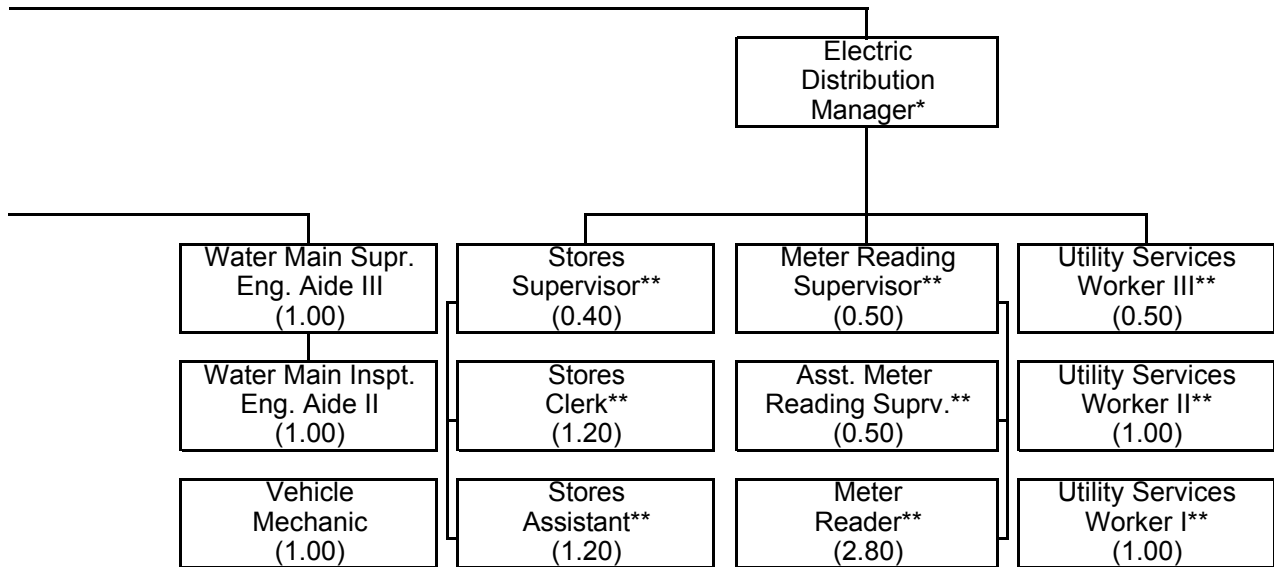 Electric
Distribution
Manager*
Water Main Supr.
Eng. Aide III
(1.00)
Stores
Supervisor**
(0.40)
Meter Reading
Supervisor**
(0.50)
Utility Services
Worker III**
(0.50)
Water Main Inspt.
Eng. Aide II
(1.00)
Stores
Clerk**
(1.20)
Asst. Meter
Reading Suprv.**
(0.50)
Utility Services
Worker II**
(1.00)
Vehicle
Mechanic
(1.00)
Stores
Assistant**
(1.20)
Meter
Reader**
(2.80)
Utility Services
Worker I**
(1.00)